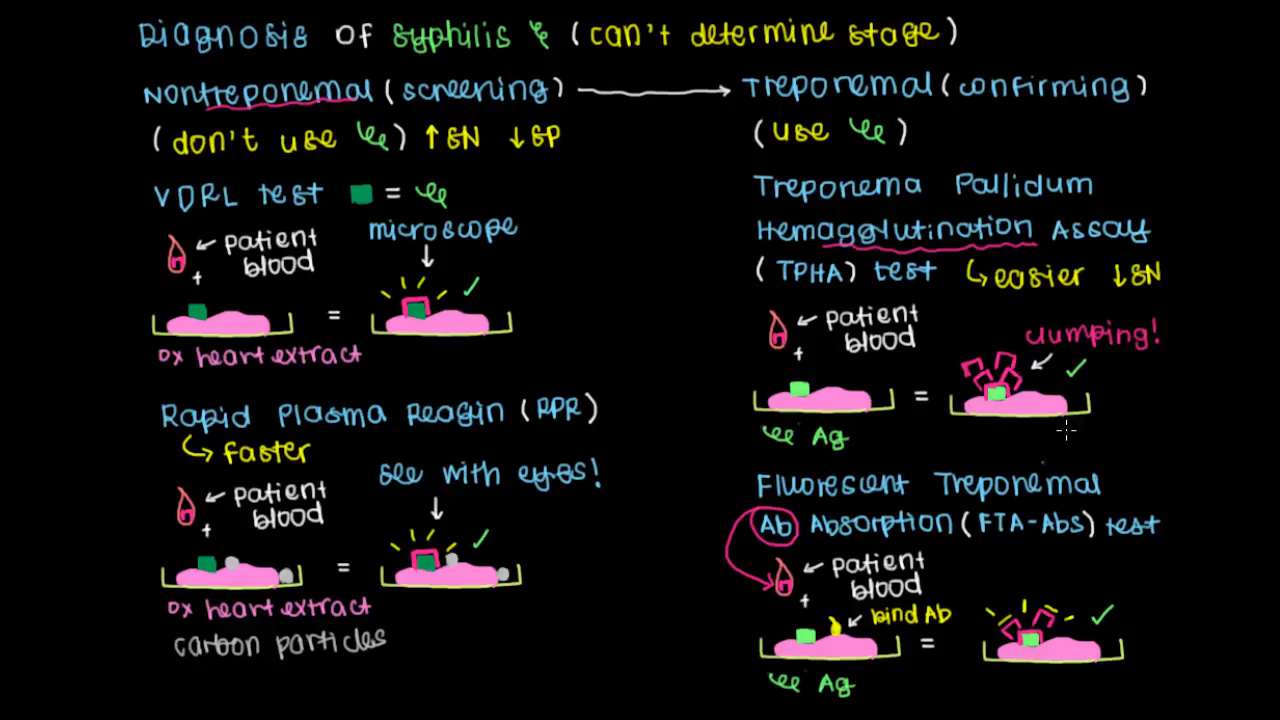 Diagnosis of syphilis (can't determine stage)
Nontreponemal (screening)
(don't use ) ↑SN ↓SP
VDRL test =
patient
blood
+
microscope
=
ox heart extract
Rapid Plasma Reagin (RPR)
faster
patient
blood
+
see with eyes!
=
ox heart extract
carbon particles
Treponemal (confirming)
(use )
Treponema Pallidum
Hemagglutination Assay
(TPHA) test easier ↓SN
patient
blood
+
clumping!
=
Ag
Fluorescent Treponemal
Ab Absorption (FTA-Abs) test
patient
blood
+
bind Ab
=
Ag